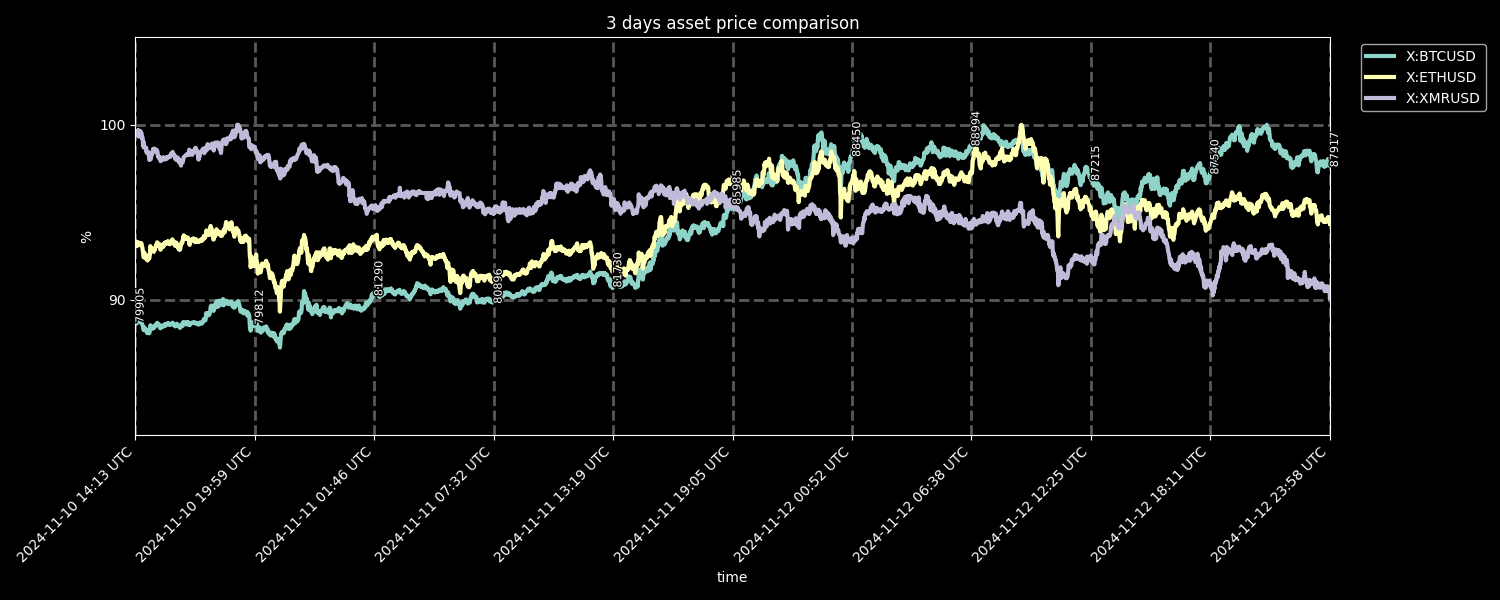 3 days asset price comparison
X:BTCUSD
X:ETHUSD
X:XMRUSD
100
90
%
79905
79812
81290
80896
81730
85985
88450
88994
87215
87540
87917
2024-11-10 14:13 UTC
2024-11-10 19:59 UTC
2024-11-11 01:46 UTC
2024-11-11 07:32 UTC
2024-11-11 13:19 UTC
2024-11-11 19:05 UTC
2024-11-12 00:52 UTC
2024-11-12 06:38 UTC
2024-11-12 12:25 UTC
2024-11-12 18:11 UTC
2024-11-12 23:58 UTC
time